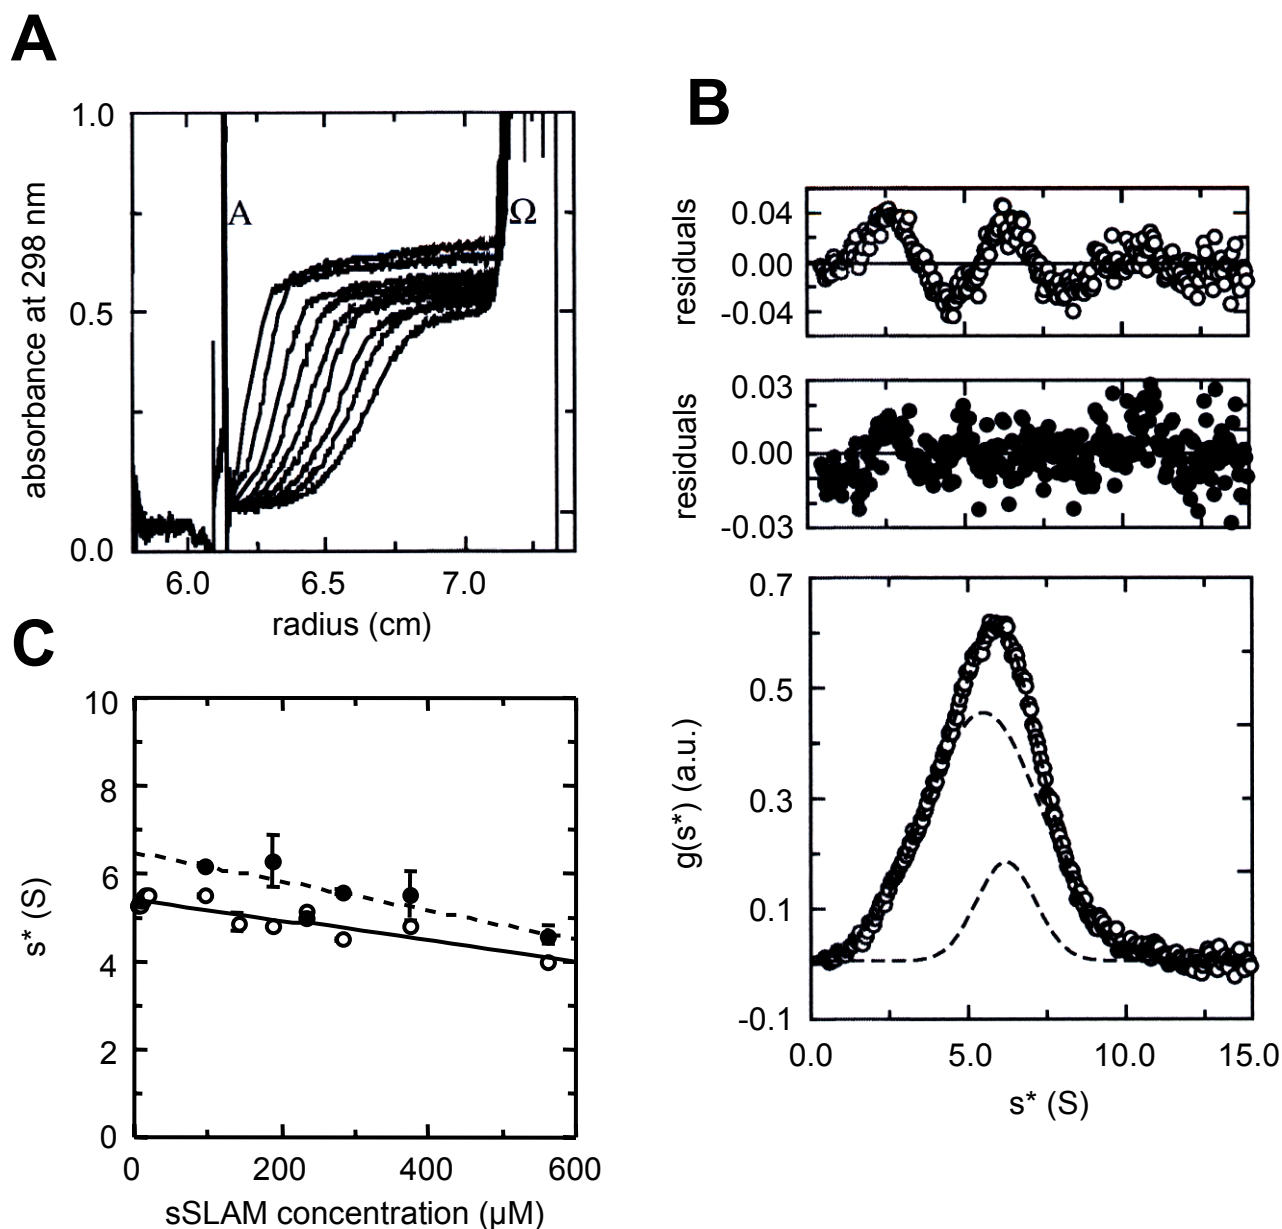 A
1.0
0.5
0.0
absorbance at 298 nm
A
Ω
6.0 6.5 7.0
radius (cm)
B
residuals
0.04
0.00
-0.04
residuals
0.03
0.00
-0.03
g(s*) (a.u.)
0.7
0.5
0.3
0.1
-0.1
0.0 5.0 10.0 15.0
s* (S)
C
s* (S)
10
8
6
4
2
0
0 200 400 600
sSLAM concentration (µM)